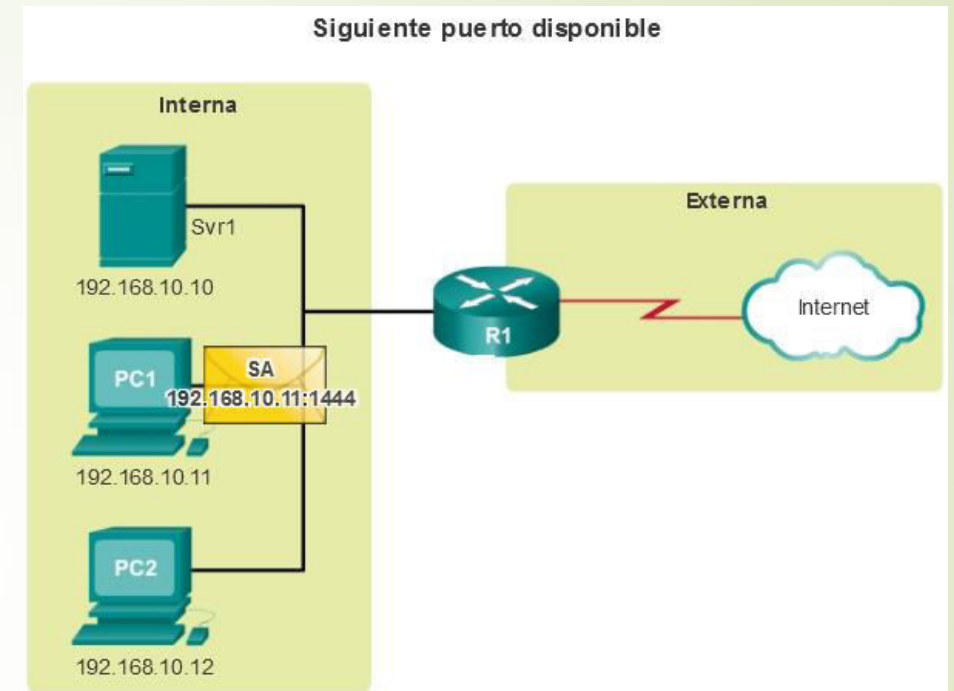 Siguiente puerto disponible
Interna
Svr1
192.168.10.10
PC1
SA
192.168.10.11:1444
192.168.10.11
PC2
192.168.10.12
R1
Externa
Internet